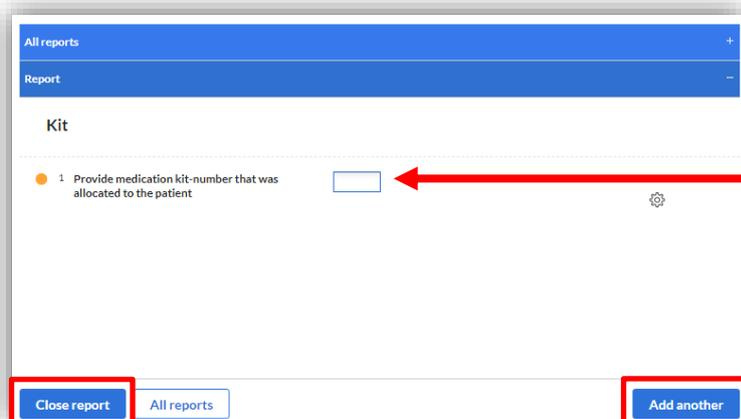 All reports +
Report −
Kit
1 Provide medication kit-number that was
allocated to the patient
Close report All reports Add another